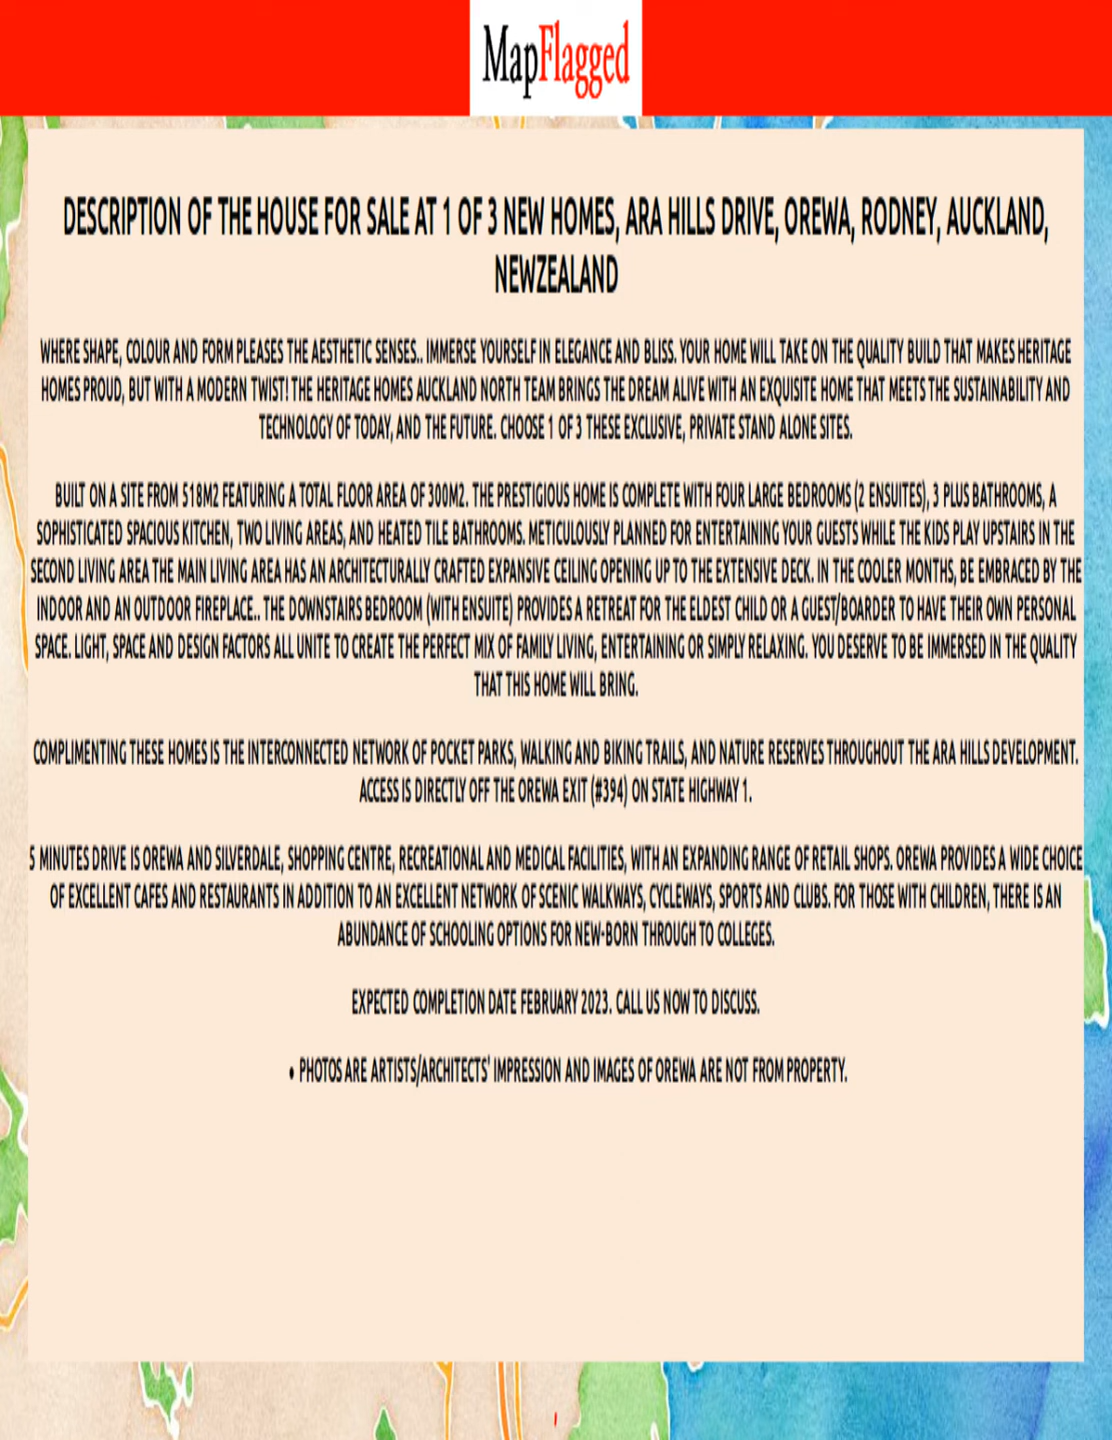 MapFlagged
DESCRIPTION OF THE HOUSE FOR SALE AT 1 OF 3 NEW HOMES, ARA HILLS DRIVE, OREWA, RODNEY, AUCKLAND,
NEWZEALAND
WHERE SHAPE, COLOUR AND FORM PLEASES THE AESTHETIC SENSES.. IMMERSE YOURSELF IN ELEGANCE AND BLISS. YOUR HOME WILL TAKE ON THE QUALITY BUILD THAT MAKES HERITAGE
HOMES PROUD, BUT WITH A MODERN TWIST! THE HERITAGE HOMES AUCKLAND NORTH TEAM BRINGS THE DREAM ALIVE WITH AN EXQUISITE HOME THAT MEETS THE SUSTAINABILITY AND
TECHNOLOGY OF TODAY, AND THE FUTURE. CHOOSE 1 OF 3 THESE EXCLUSIVE, PRIVATE STAND ALONE SITES.
BUILT ON A SITE FROM 518M2 FEATURING A TOTAL FLOOR AREA OF 300M2. THE PRESTIGIOUS HOME IS COMPLETE WITH FOUR LARGE BEDROOMS (2 ENSUITES), 3 PLUS BATHROOMS, A
SOPHISTICATED SPACIOUS KITCHEN, TWO LIVING AREAS, AND HEATED TILE BATHROOMS. METICULOUSLY PLANNED FOR ENTERTAINING YOUR GUESTS WHILE THE KIDS PLAY UPSTAIRS IN THE
SECOND LIVING AREA THE MAIN LIVING AREA HAS AN ARCHITECTURALLY CRAFTED EXPANSIVE CEILING OPENING UP TO THE EXTENSIVE DECK. IN THE COOLER MONTHS, BE EMBRACED BY THE
INDOOR AND AN OUTDOOR FIREPLACE.. THE DOWNSTAIRS BEDROOM (WITH ENSUITE) PROVIDES A RETREAT FOR THE ELDEST CHILD OR A GUEST/BOARDER TO HAVE THEIR OWN PERSONAL
SPACE. LIGHT, SPACE AND DESIGN FACTORS ALL UNITE TO CREATE THE PERFECT MIX OF FAMILY LIVING, ENTERTAINING OR SIMPLY RELAXING. YOU DESERVE TO BE IMMERSED IN THE QUALITY
THAT THIS HOME WILL BRING.
COMPLIMENTING THESE HOMES IS THE INTERCONNECTED NETWORK OF POCKET PARKS, WALKING AND BIKING TRAILS, AND NATURE RESERVES THROUGHOUT THE ARA HILLS DEVELOPMENT.
ACCESS IS DIRECTLY OFF THE OREWA EXIT (#394) ON STATE HIGHWAY 1.
5 MINUTES DRIVE IS OREWA AND SILVERDALE, SHOPPING CENTRE, RECREATIONAL AND MEDICAL FACILITIES, WITH AN EXPANDING RANGE OF RETAIL SHOPS. OREWA PROVIDES A WIDE CHOICE
OF EXCELLENT CAFES AND RESTAURANTS IN ADDITION TO AN EXCELLENT NETWORK OF SCENIC WALKWAYS, CYCLEWAYS, SPORTS AND CLUBS. FOR THOSE WITH CHILDREN, THERE IS AN
ABUNDANCE OF SCHOOLING OPTIONS FOR NEW-BORN THROUGH TO COLLEGES.
EXPECTED COMPLETION DATE FEBRUARY 2023. CALL US NOW TO DISCUSS.
• PHOTOS ARE ARTISTS/ARCHITECTS' IMPRESSION AND IMAGES OF OREWA ARE NOT FROM PROPERTY.